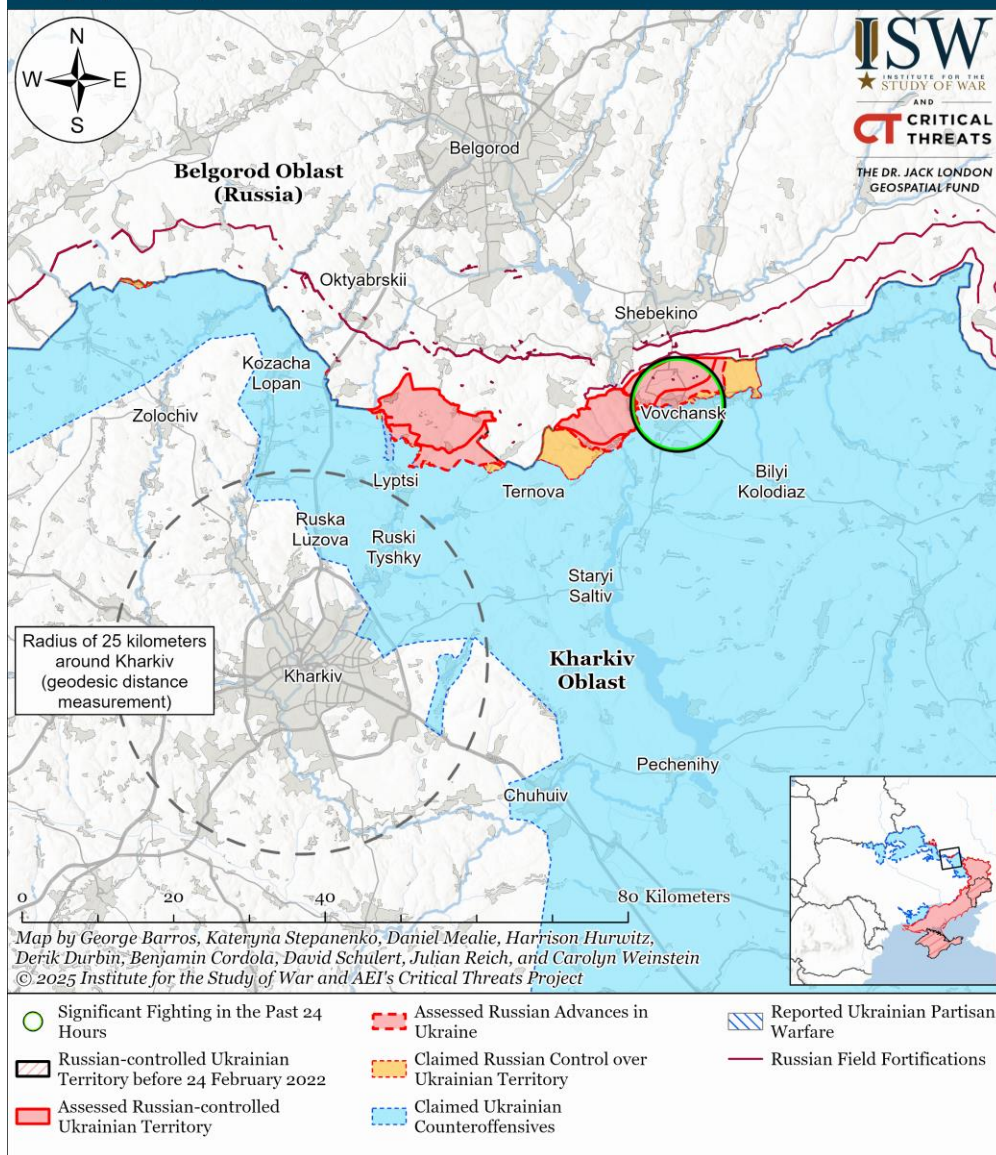 N
W E
S
ISW
INSTITUTE FOR THE
STUDY OF WAR
AND
CT CRITICAL
THREATS
THE DR. JACK LONDON
GEOSPATIAL FUND
Belgorod
Belgorod Oblast
(Russia)
Oktyabrskii
Shebekino
Kozacha
Lopan
Zolochiv
Vovchansk
Lyptsi
Ternova
Bilyi
Kolodiaz
Ruska
Luzova
Ruski
Tyshky
Staryi
Saltiv
Radius of 25 kilometers
around Kharkiv
(geodesic distance
measurement)
Kharkiv
Kharkiv
Oblast
Pechenihy
Chuhuiv
0 20 40 80 Kilometers
Map by George Barros, Kateryna Stepanenko, Daniel Mealie, Harrison Hurwitz,
Derik Durbin, Benjamin Cordola, David Schulert, Julian Reich, and Carolyn Weinstein
© 2025 Institute for the Study of War and AEI's Critical Threats Project
Significant Fighting in the Past 24
Hours
Russian-controlled Ukrainian
Territory before 24 February 2022
Assessed Russian-controlled
Ukrainian Territory
Assessed Russian Advances in
Ukraine
Claimed Russian Control over
Ukrainian Territory
Claimed Ukrainian
Counteroffensives
Reported Ukrainian Partisan
Warfare
Russian Field Fortifications